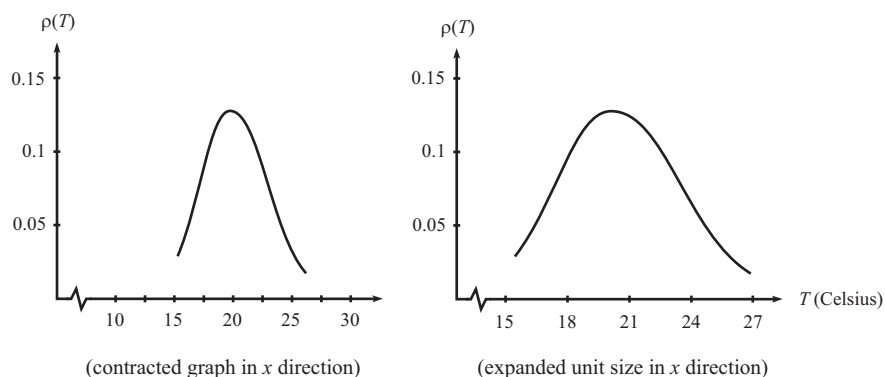 ρ(T)
0.15
0.1
0.05
10 15 20 25 30
(contracted graph in x direction)
ρ(T)
0.15
0.1
0.05
15 18 21 24 27
T (Celsius)
(expanded unit size in x direction)